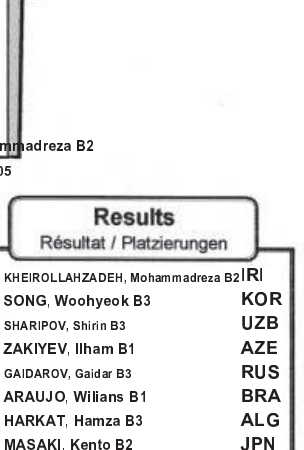 mmadreza B2
05
Results
Résultat / Platzierungen
KHEIROLLAHZADEH, Mohammadreza B2 IRI
SONG, Woohyeok B3 KOR
SHARIPOV, Shirin B3 UZB
ZAKIYEV, Ilham B1 AZE
GAIDAROV, Gaidar B3 RUS
ARAUJO, Wilians B1 BRA
HARKAT, Hamza B3 ALG
MASAKI, Kento B2 JPN